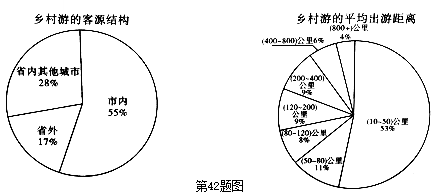 乡村游的客源结构
省内其他城市
28%
市内
55%
省外
17%
乡村游的平均出游距离
(800+)公里
4%
(400~800)公里6%
(200~400)
公里
9%
(120~200)
公里
9%
(80~120)公里
8%
(50~80)公里
11%
(10~50)公里
53%
第42题图